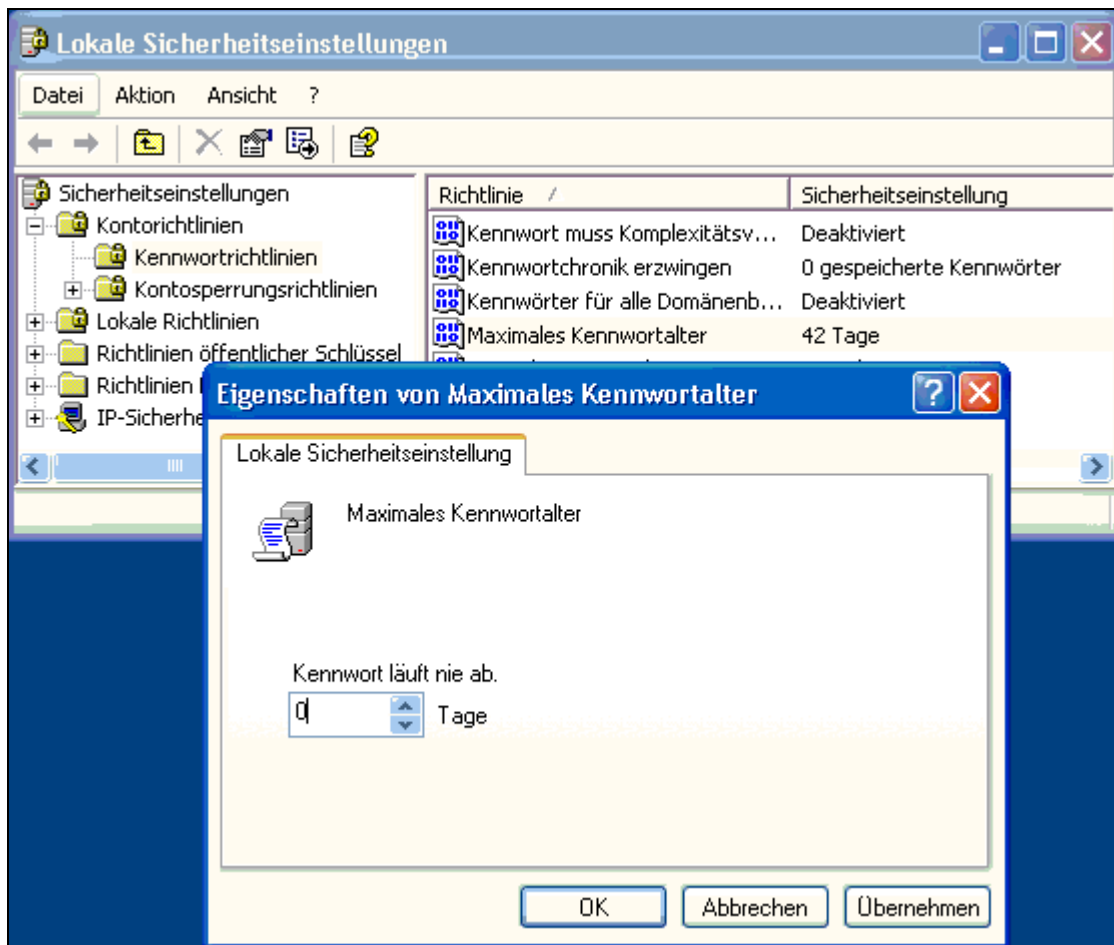 Lokale Sicherheitseinstellungen
Datei Aktion Ansicht ?
Sicherheitseinstellungen
Kontorichtlinien
Kennwortrichtlinien
Kontosperrungsrichtlinien
Lokale Richtlinien
Richtlinien öffentlicher Schlüssel
Richtlinien
IP-Sicherhe
Richtlinie / Sicherheitseinstellung
Kennwort muss Komplexitätsv... Deaktiviert
Kennwortchronik erzwingen 0 gespeicherte Kennwörter
Kennwörter für alle Domänenb... Deaktiviert
Maximales Kennwortalter 42 Tage
Eigenschaften von Maximales Kennwortalter
Lokale Sicherheitseinstellung
Maximales Kennwortalter
Kennwort läuft nie ab.
0 Tage
OK Abbrechen Übernehmen